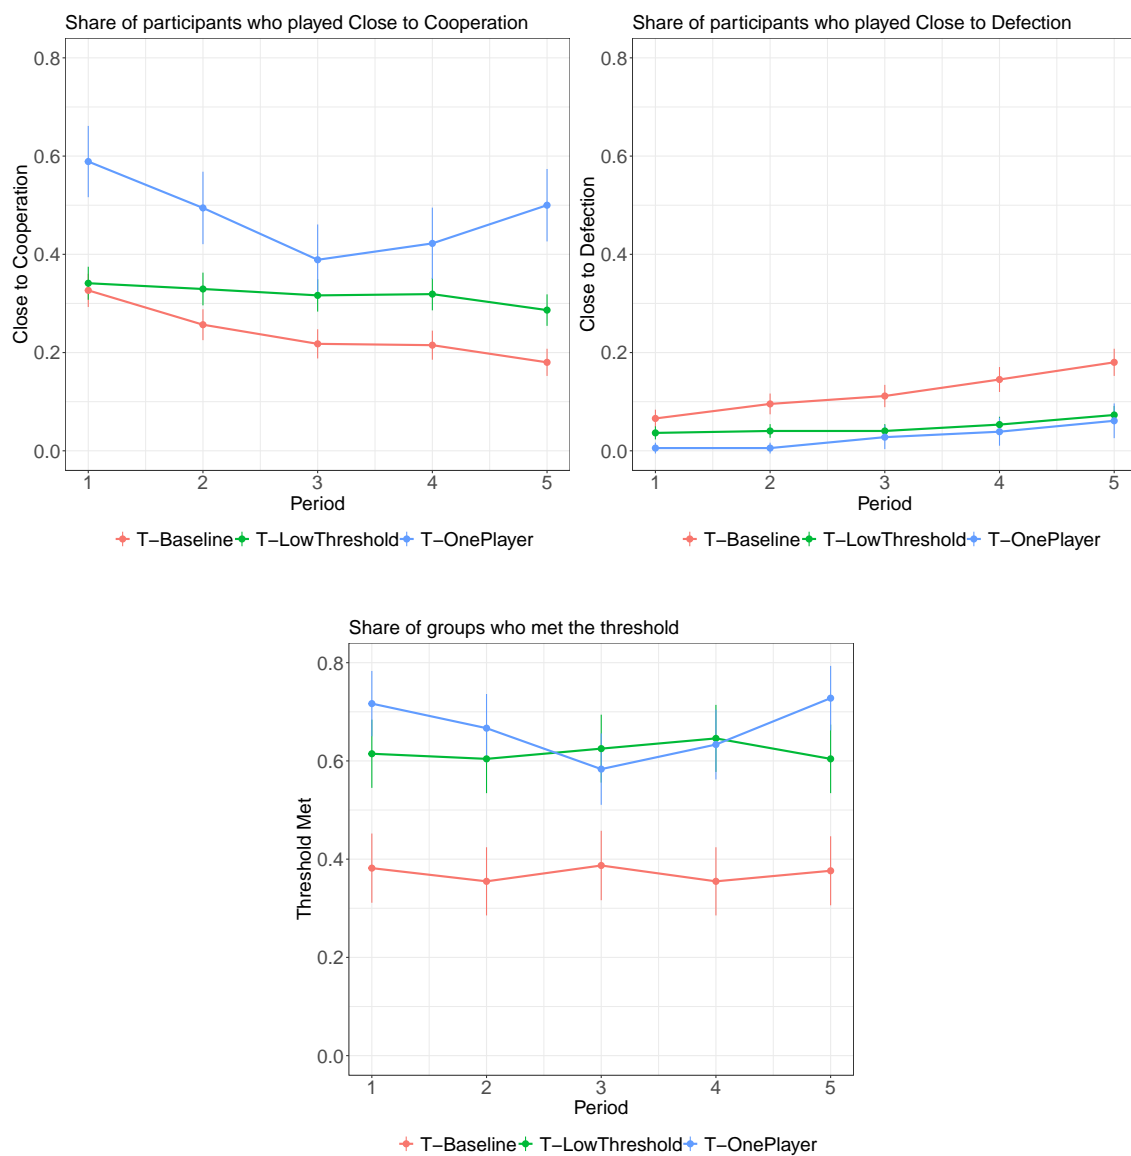 Share of participants who played Close to Cooperation
Close to Cooperation
0.8
0.6
0.4
0.2
0.0
1 2 3 4 5
Period
T−Baseline T−LowThreshold T−OnePlayer
Share of participants who played Close to Defection
Close to Defection
0.8
0.6
0.4
0.2
0.0
1 2 3 4 5
Period
T−Baseline T−LowThreshold T−OnePlayer
Share of groups who met the threshold
Threshold Met
0.8
0.6
0.4
0.2
0.0
1 2 3 4 5
Period
T−Baseline T−LowThreshold T−OnePlayer